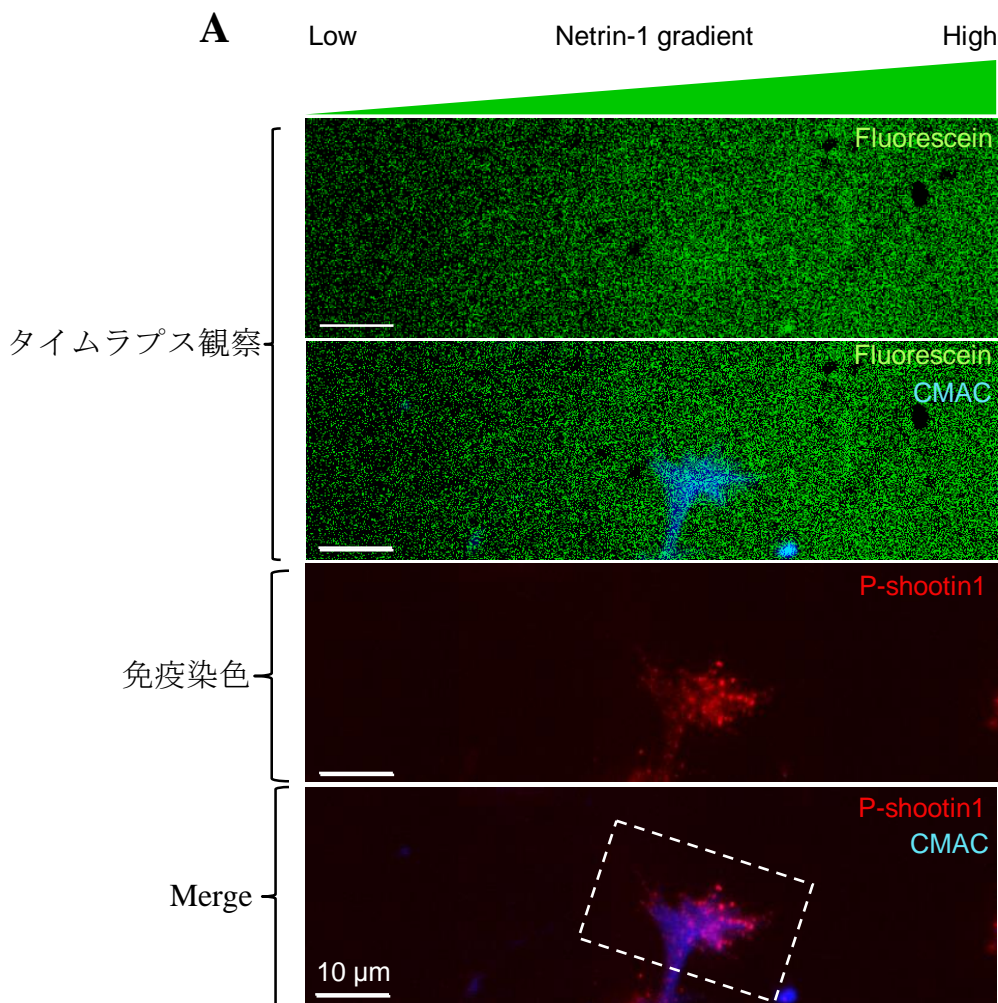 A
Low Netrin-1 gradient High
Fluorescein
タイムラプス観察
Fluorescein
CMAC
P-shootin1
免疫染色
P-shootin1
CMAC
Merge
10 µm